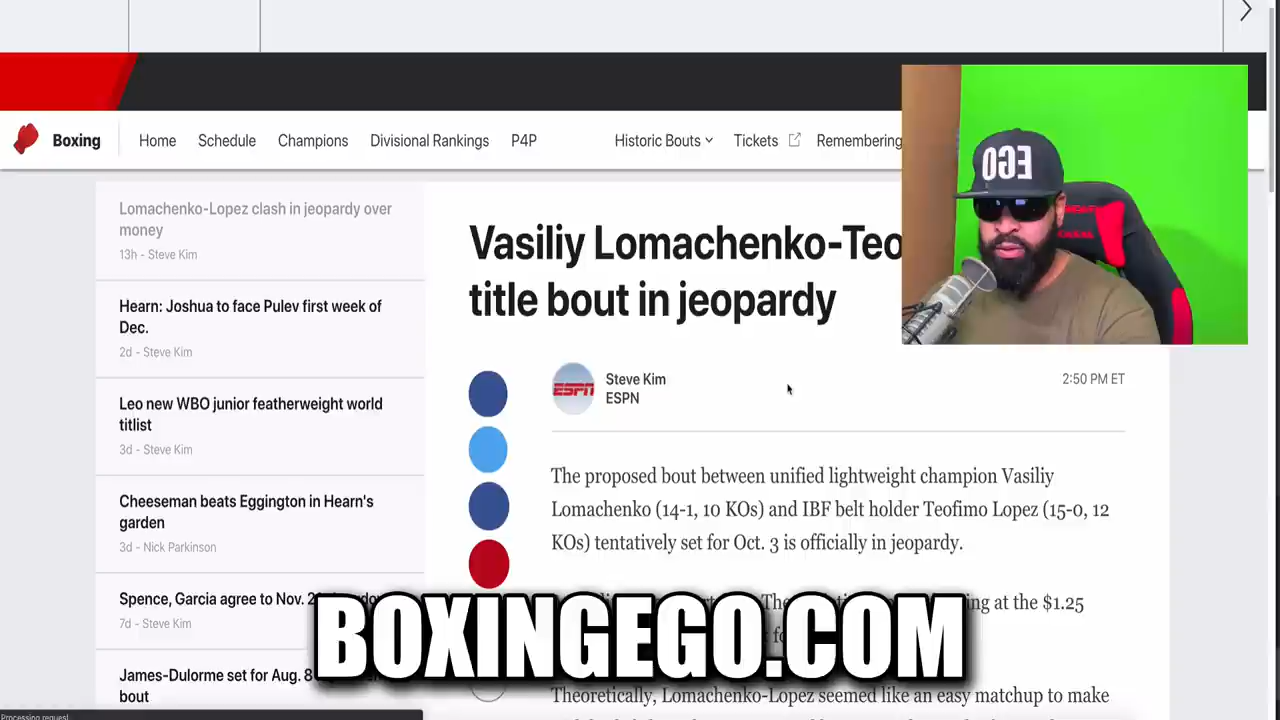 Boxing
Home
Schedule
Champions
Divisional Rankings
P4P
Historic Bouts
Tickets
Remembering
Lomachenko-Lopez clash in jeopardy over
money
13h - Steve Kim
Hearn: Joshua to face Pulev first week of
Dec.
2d - Steve Kim
Leo new WBO junior featherweight world
titlist
3d - Steve Kim
Cheeseman beats Eggington in Hearn's
garden
3d - Nick Parkinson
Spence, Garcia agree to Nov.
7d - Steve Kim
James-Dulorme set for Aug. 8
bout
Vasiliy Lomachenko-Teo
title bout in jeopardy
ESPN
Steve Kim
ESPN
2:50 PM ET
The proposed bout between unified lightweight champion Vasiliy
Lomachenko (14-1, 10 KOs) and IBF belt holder Teofimo Lopez (15-0, 12
KOs) tentatively set for Oct. 3 is officially in jeopardy.
at the $1.25
Theoretically, Lomachenko-Lopez seemed like an easy matchup to make
EGO
BOXINGEGO.COM
Processing request